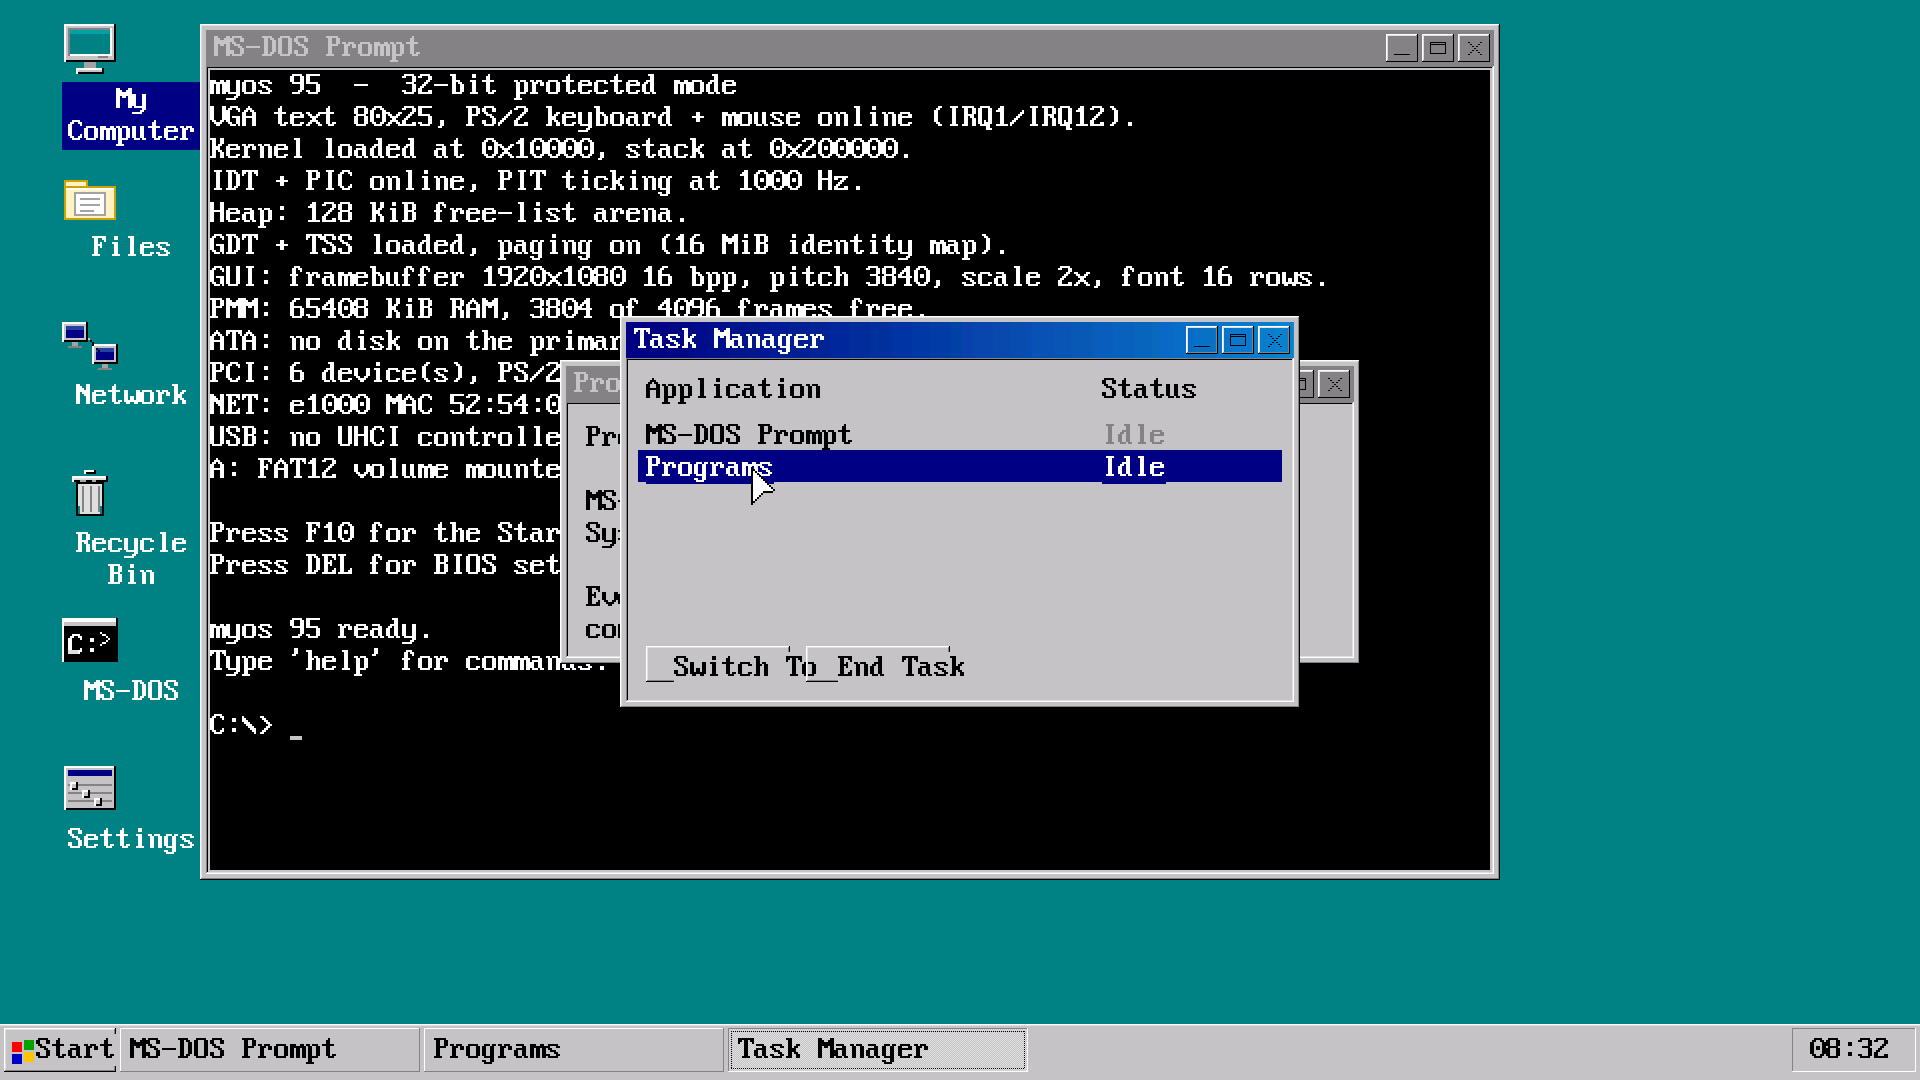 My
Computer
Files
Network
Recycle
Bin
C:>
MS-DOS
Settings
MS-DOS Prompt
myos 95  -  32-bit protected mode
VGA text 80x25, PS/2 keyboard + mouse online (IRQ1/IRQ12).
Kernel loaded at 0x10000, stack at 0x200000.
IDT + PIC online, PIT ticking at 1000 Hz.
Heap: 128 KiB free-list arena.
GDT + TSS loaded, paging on (16 MiB identity map).
GUI: framebuffer 1920x1080 16 bpp, pitch 3840, scale 2x, font 16 rows.
PMM: 65408 KiB RAM, 3804 of 4096 frames free.
ATA: no disk on the primar
PCI: 6 device(s), PS/2
NET: e1000 MAC 52:54:0
USB: no UHCI controlle
A: FAT12 volume mounte
Press F10 for the Star
Press DEL for BIOS set
myos 95 ready.
Type 'help' for commands.
C:\> _
Pro
Pr
MS-
Sy
Ev
co
Task Manager
Application Status
MS-DOS Prompt Idle
Programs Idle
Switch To End Task
Start MS-DOS Prompt Programs Task Manager 08:32